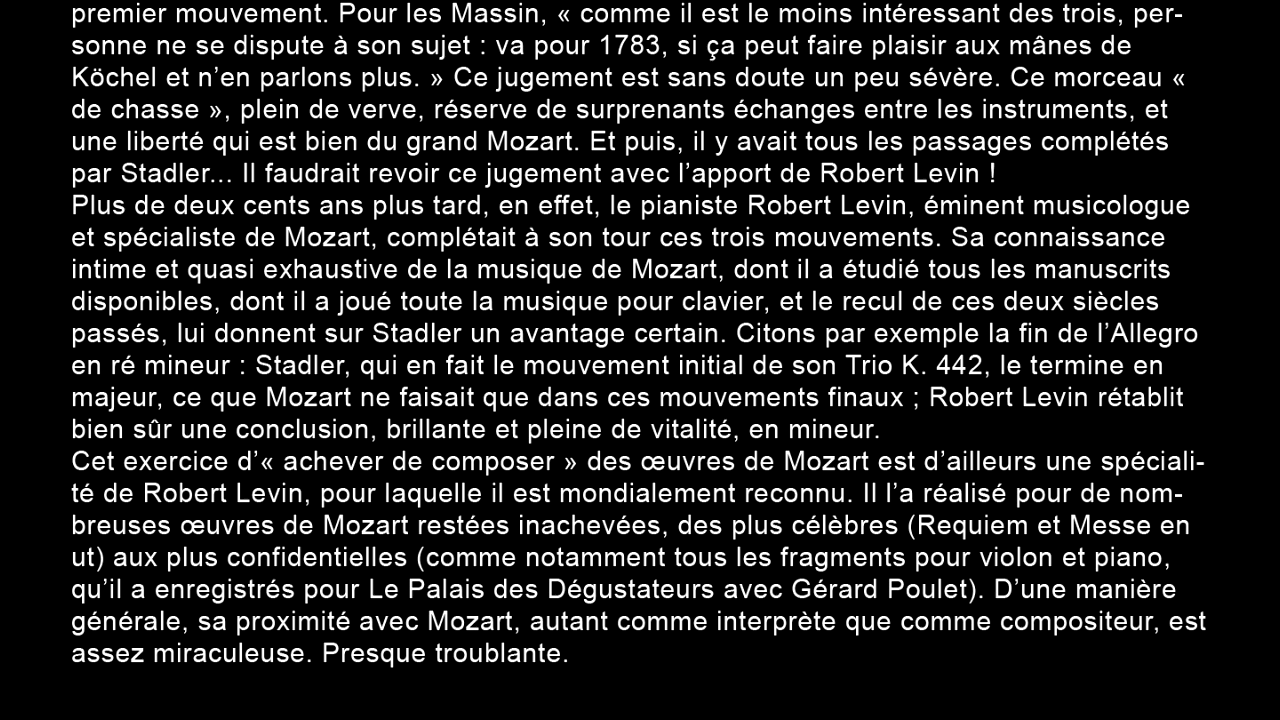 premier mouvement. Pour les Massin, « comme il est le moins intéressant des trois, per-
sonne ne se dispute à son sujet : va pour 1783, si ça peut faire plaisir aux mânes de
Köchel et n’en parlons plus. » Ce jugement est sans doute un peu sévère. Ce morceau «
de chasse », plein de verve, réserve de surprenants échanges entre les instruments, et
une liberté qui est bien du grand Mozart. Et puis, il y avait tous les passages complétés
par Stadler... Il faudrait revoir ce jugement avec l’apport de Robert Levin !
Plus de deux cents ans plus tard, en effet, le pianiste Robert Levin, éminent musicologue
et spécialiste de Mozart, complétait à son tour ces trois mouvements. Sa connaissance
intime et quasi exhaustive de la musique de Mozart, dont il a étudié tous les manuscrits
disponibles, dont il a joué toute la musique pour clavier, et le recul de ces deux siècles
passés, lui donnent sur Stadler un avantage certain. Citons par exemple la fin de l’Allegro
en ré mineur : Stadler, qui en fait le mouvement initial de son Trio K. 442, le termine en
majeur, ce que Mozart ne faisait que dans ces mouvements finaux ; Robert Levin rétablit
bien sûr une conclusion, brillante et pleine de vitalité, en mineur.
Cet exercice d’« achever de composer » des œuvres de Mozart est d’ailleurs une spéciali-
té de Robert Levin, pour laquelle il est mondialement reconnu. Il l’a réalisé pour de nom-
breuses œuvres de Mozart restées inachevées, des plus célèbres (Requiem et Messe en
ut) aux plus confidentielles (comme notamment tous les fragments pour violon et piano,
qu’il a enregistrés pour Le Palais des Dégustateurs avec Gérard Poulet). D’une manière
générale, sa proximité avec Mozart, autant comme interprète que comme compositeur, est
assez miraculeuse. Presque troublante.